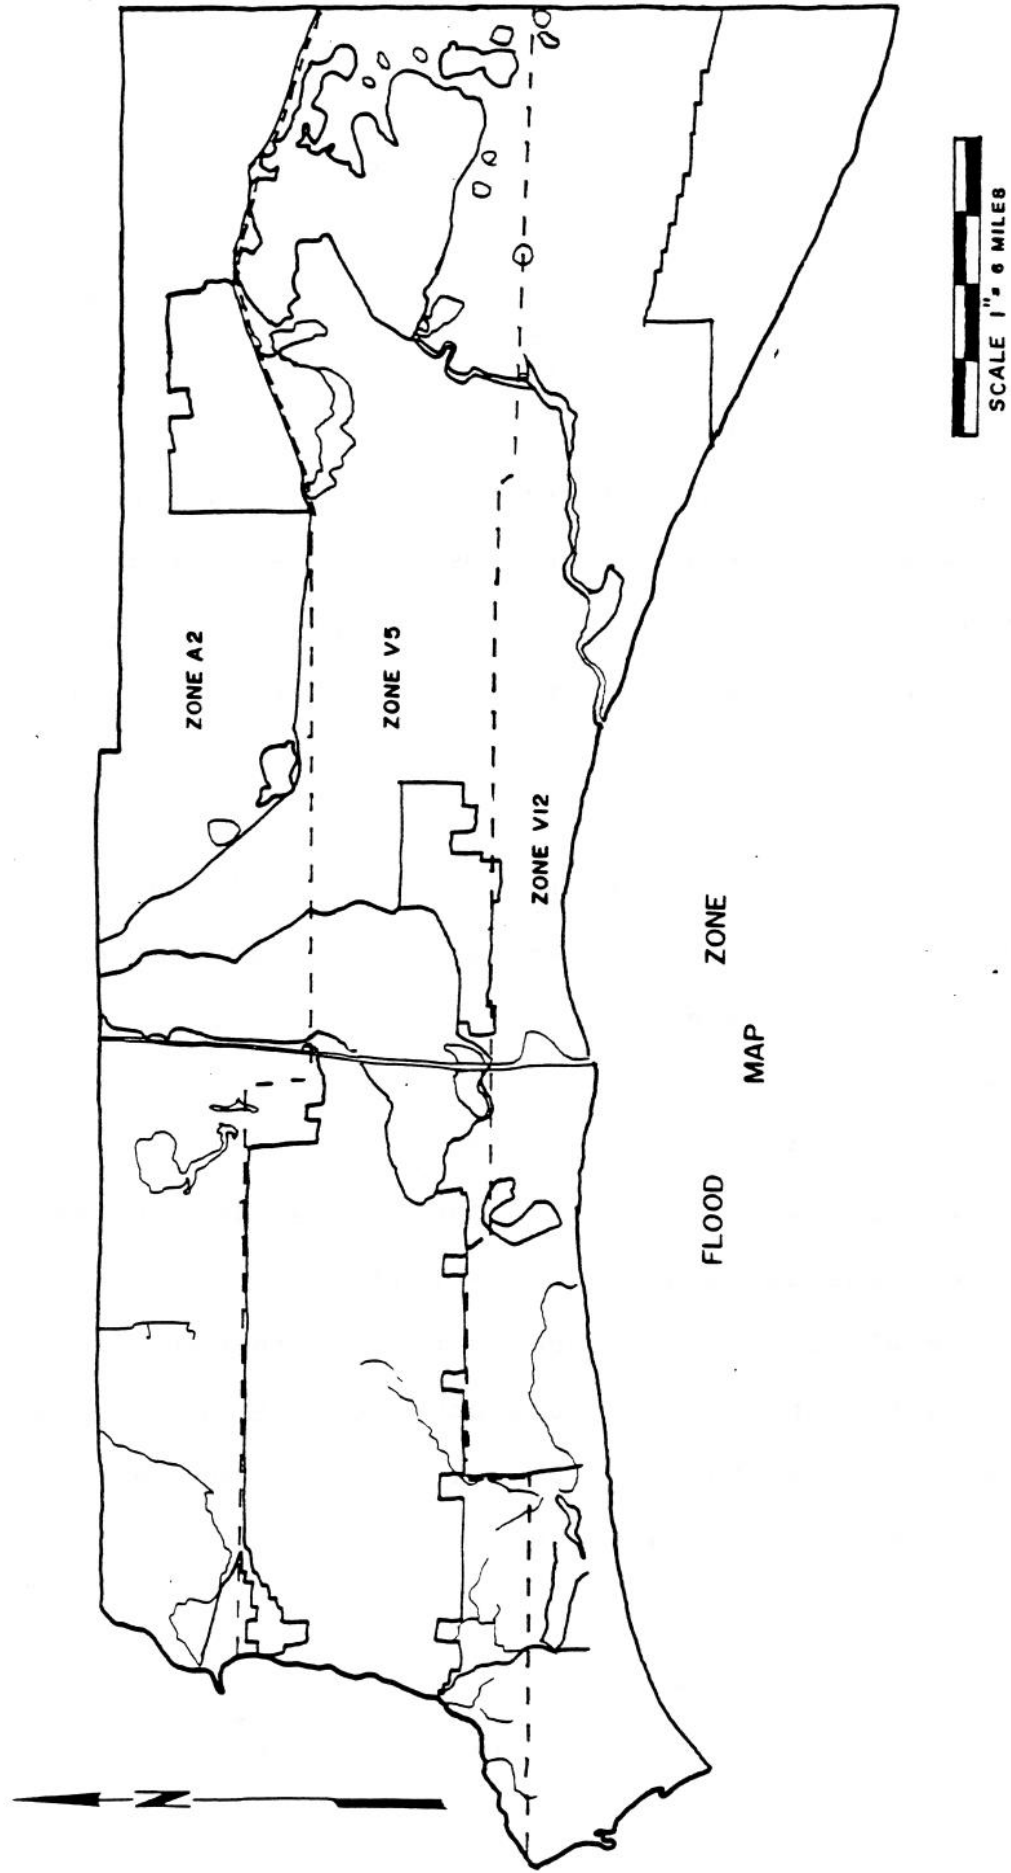 ZONE A2
ZONE V5
ZONE V12
FLOOD MAP ZONE
SCALE 1" = 6 MILES
N